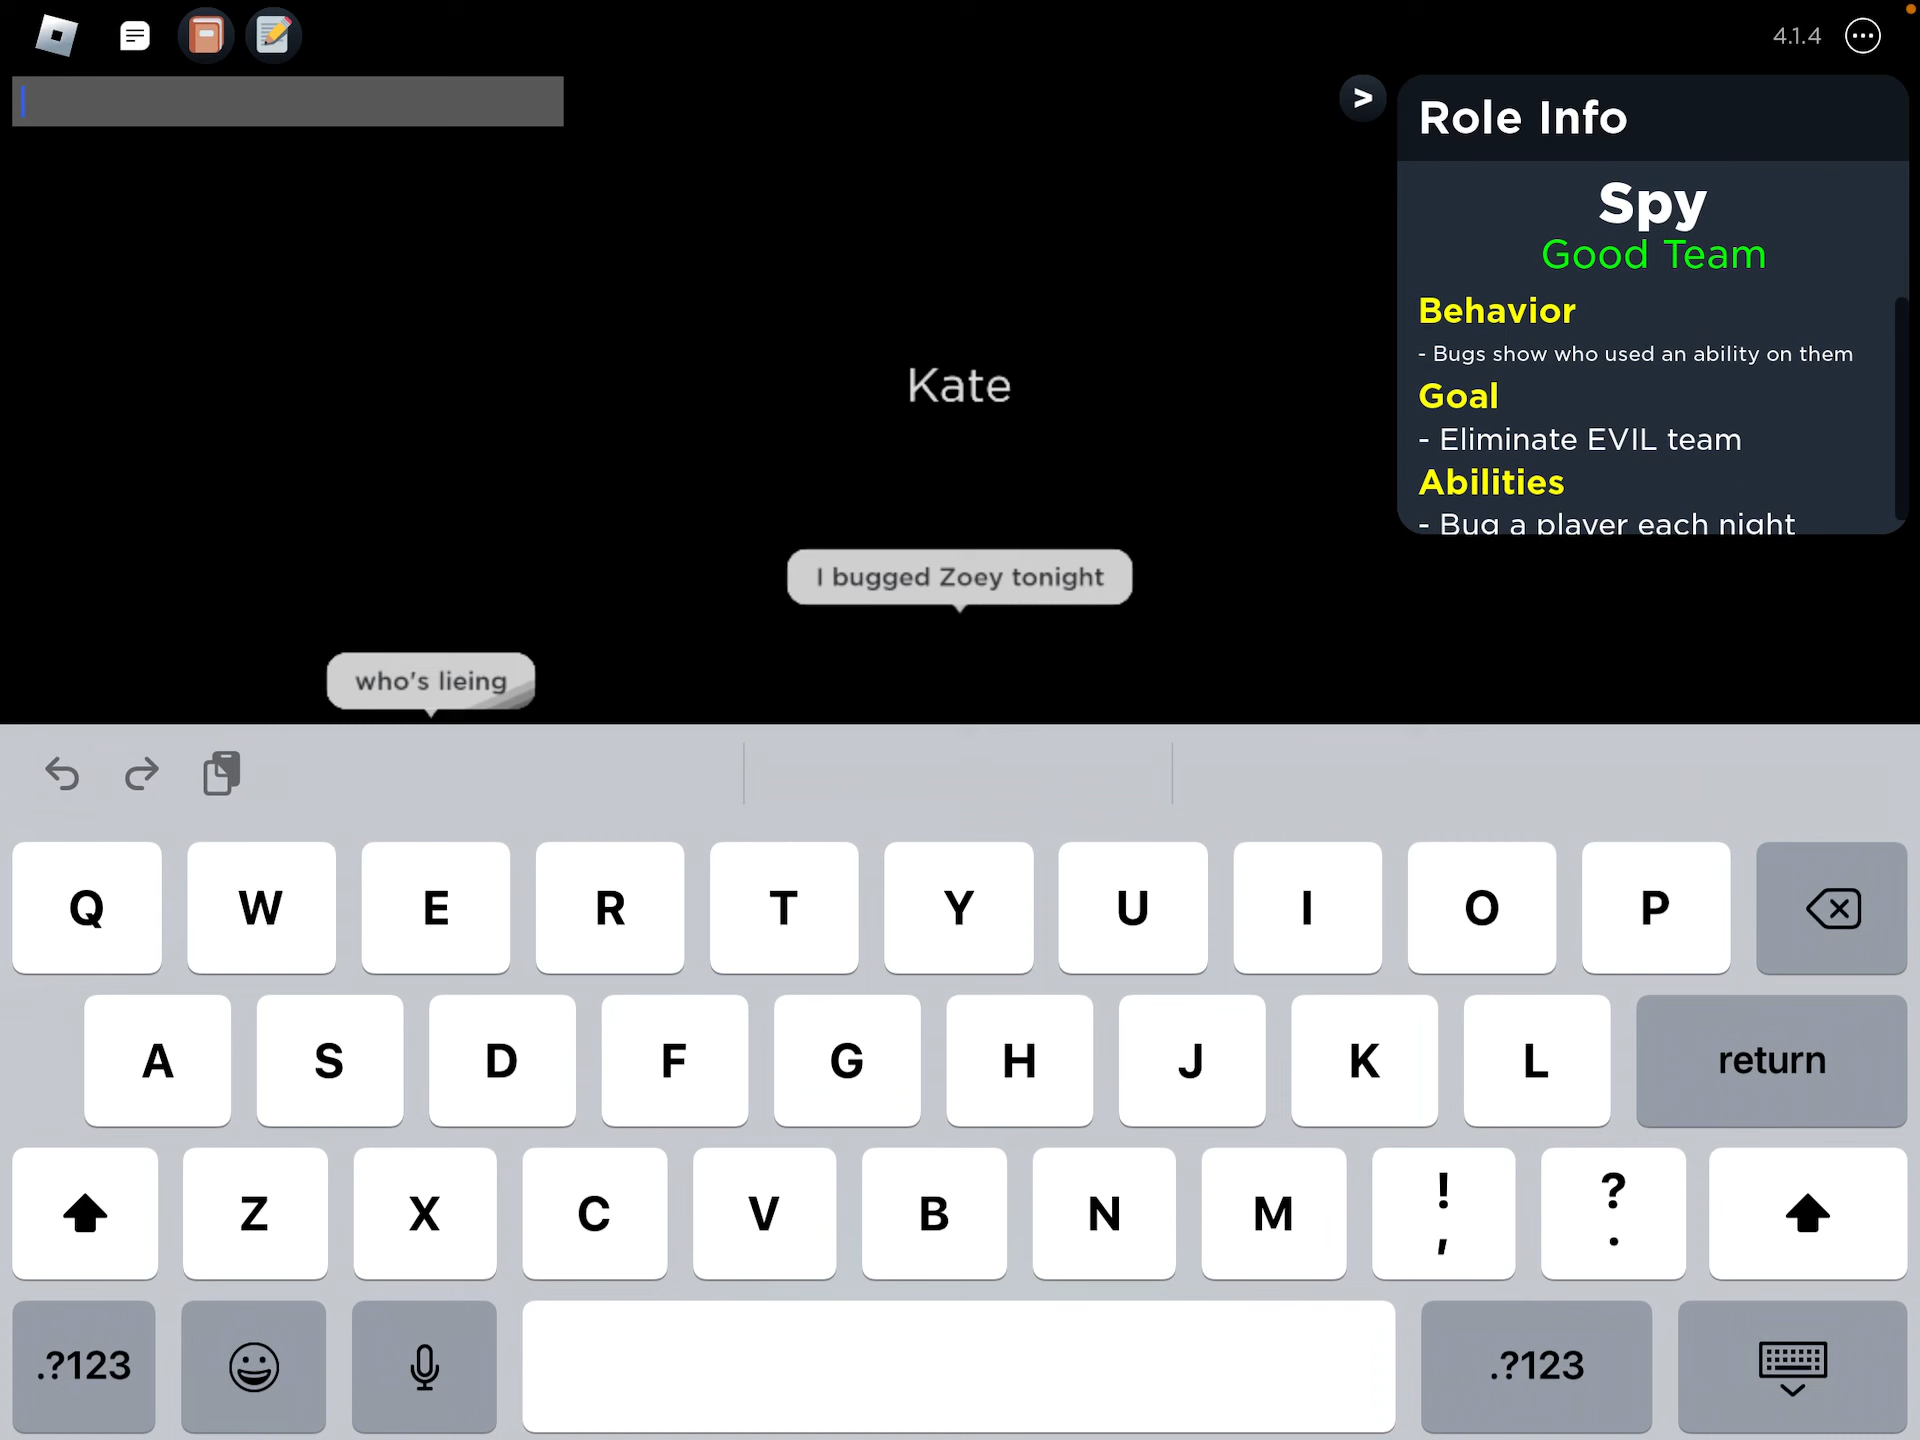 4.1.4
>
Role Info
Spy
Good Team
Behavior
- Bugs show who used an ability on them
Goal
- Eliminate EVIL team
Abilities
- Bug a player each night
Kate
I bugged Zoey tonight
who's lieing
Q W E R T Y U I O P
A S D F G H J K L return
Z X C V B N M ! , ? .
.?123 .?123